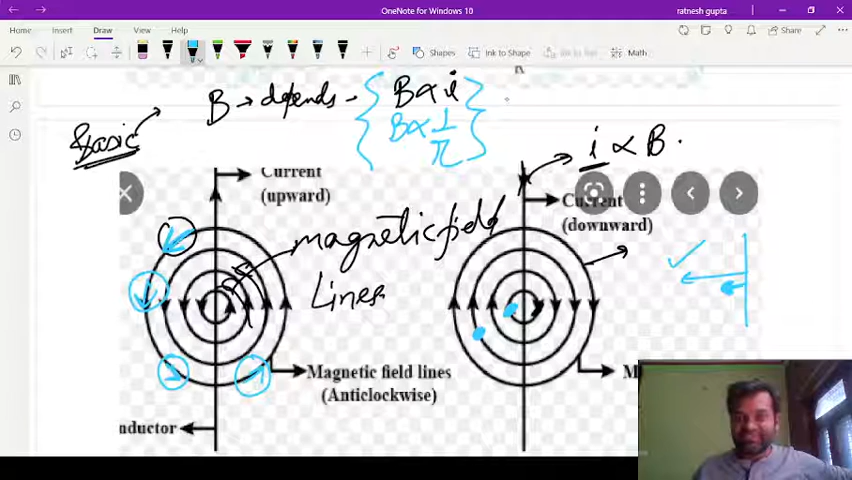 OneNote for Windows 10
ratnesh gupta
Home Insert Draw View Help
Share
Shapes
Ink to Shape
Math
B → depends - { B ∝ i }
{ B ∝ 1/r }
Basic
i ∝ B .
Current
(upward)
Current
(downward)
magnetic field
Lines
Magnetic field lines
(Anticlockwise)
M
nductor